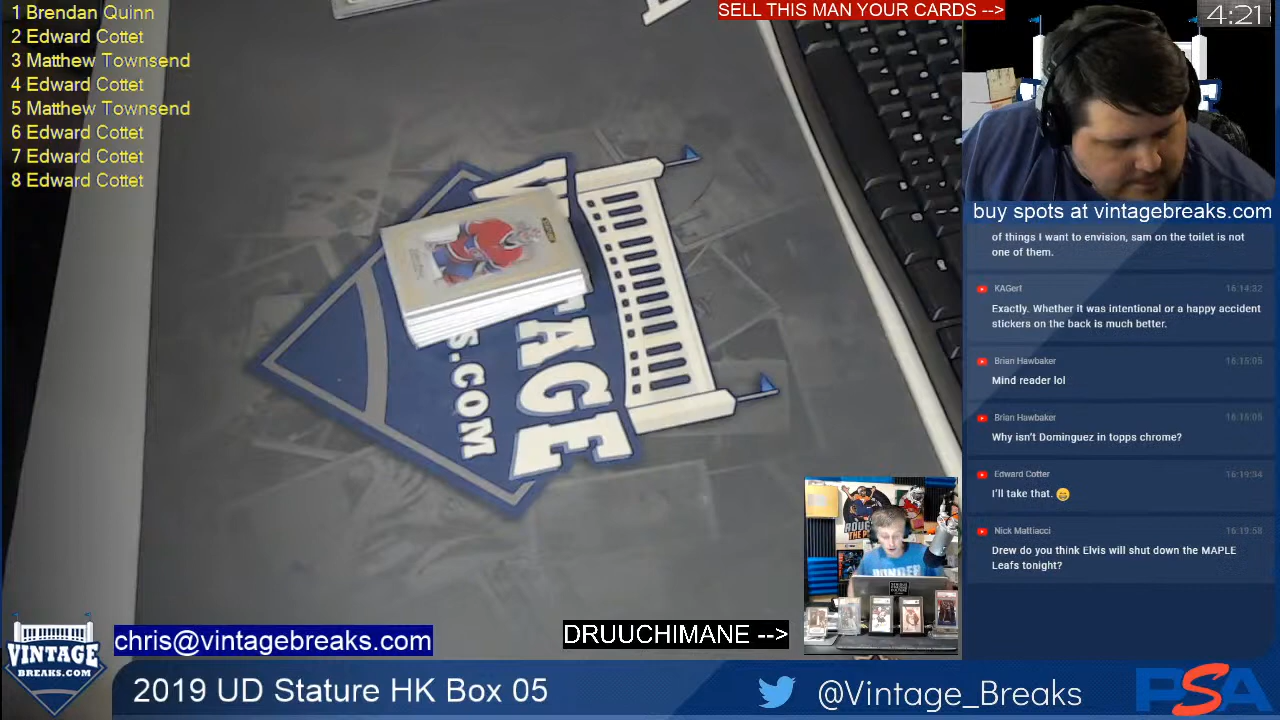 1 Brendan Quinn
2 Edward Cottet
3 Matthew Townsend
4 Edward Cottet
5 Matthew Townsend
6 Edward Cottet
7 Edward Cottet
8 Edward Cottet
SELL THIS MAN YOUR CARDS -->
4:21
buy spots at vintagebreaks.com
of things I want to envision, sam on the toilet is not
one of them.
KAGerf 16:14:32
Exactly. Whether it was intentional or a happy accident
stickers on the back is much better.
Brian Hawbaker 16:15:05
Mind reader lol
Brian Hawbaker 16:16:05
Why isn't Dominguez in topps chrome?
Edward Cotter 16:19:34
I'll take that. 😄
Nick Mattiacci 16:19:58
Drew do you think Elvis will shut down the MAPLE
Leafs tonight?
S.COM
DRUUCHIMANE -->
chris@vintagebreaks.com
VINTAGE
BREAKS.COM
2019 UD Stature HK Box 05
@Vintage_Breaks
PSA